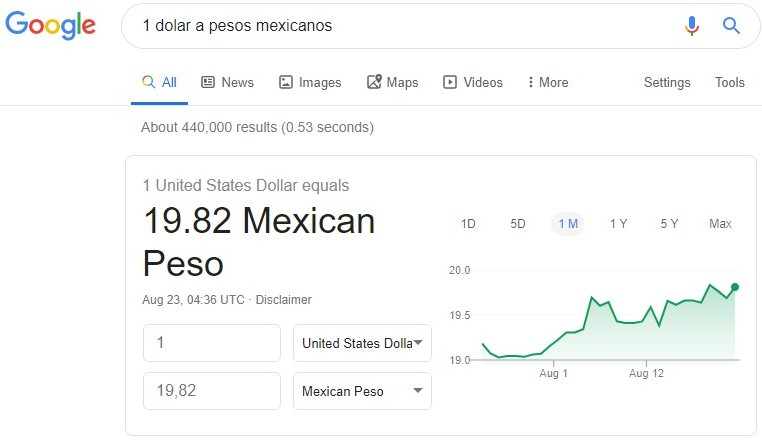 Google
1 dolar a pesos mexicanos
All News Images Maps Videos More Settings Tools
About 440,000 results (0.53 seconds)
1 United States Dollar equals
19.82 Mexican
Peso
Aug 23, 04:36 UTC · Disclaimer
1 United States Dolla
19,82 Mexican Peso
1D 5D 1 M 1 Y 5 Y Max
20.0
19.5
19.0
Aug 1 Aug 12